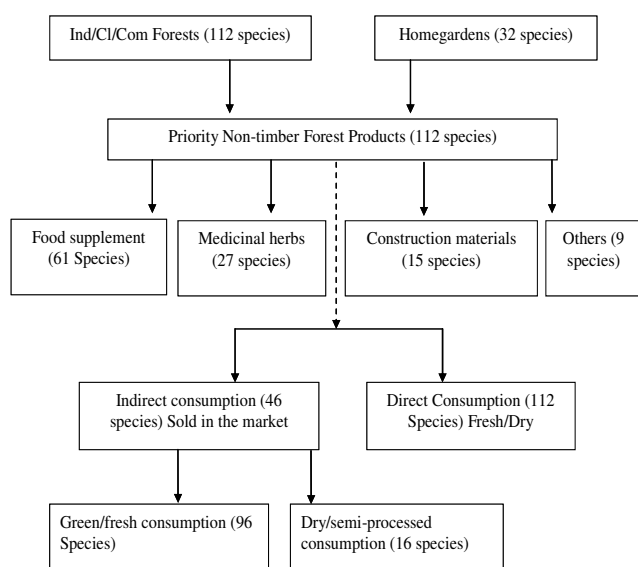 Ind/Cl/Com Forests (112 species)
Homegardens (32 species)
Priority Non-timber Forest Products (112 species)
Food supplement
(61 Species)
Medicinal herbs
(27 species)
Construction materials
(15 species)
Others (9
species)
Indirect consumption (46
species) Sold in the market
Direct Consumption (112
Species) Fresh/Dry
Green/fresh consumption (96
Species)
Dry/semi-processed
consumption (16 species)